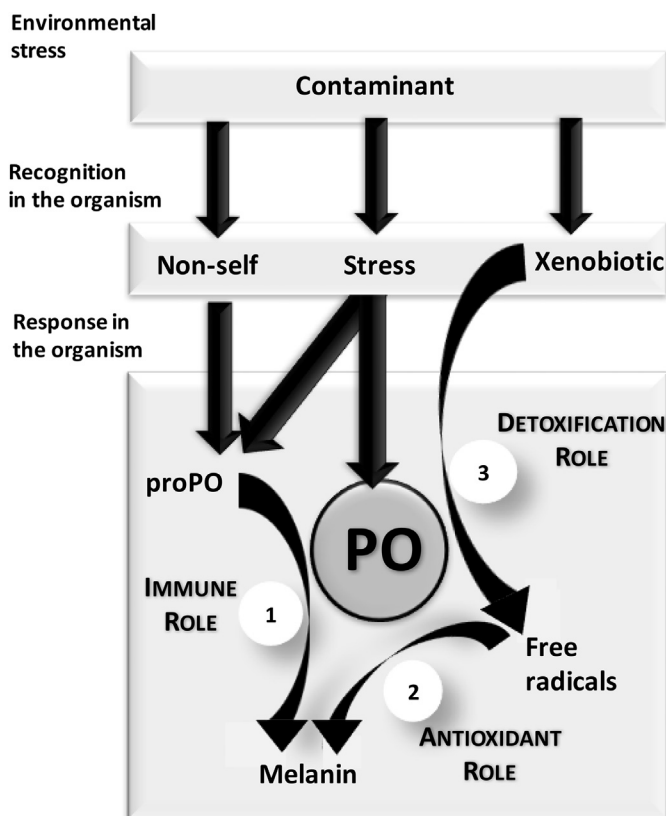 Environmental
stress
Contaminant
Recognition
in the organism
Non-self
Stress
Xenobiotic
Response in
the organism
DETOXIFICATION
ROLE
3
proPO
PO
IMMUNE
ROLE
1
Free
radicals
2
ANTIOXIDANT
ROLE
Melanin